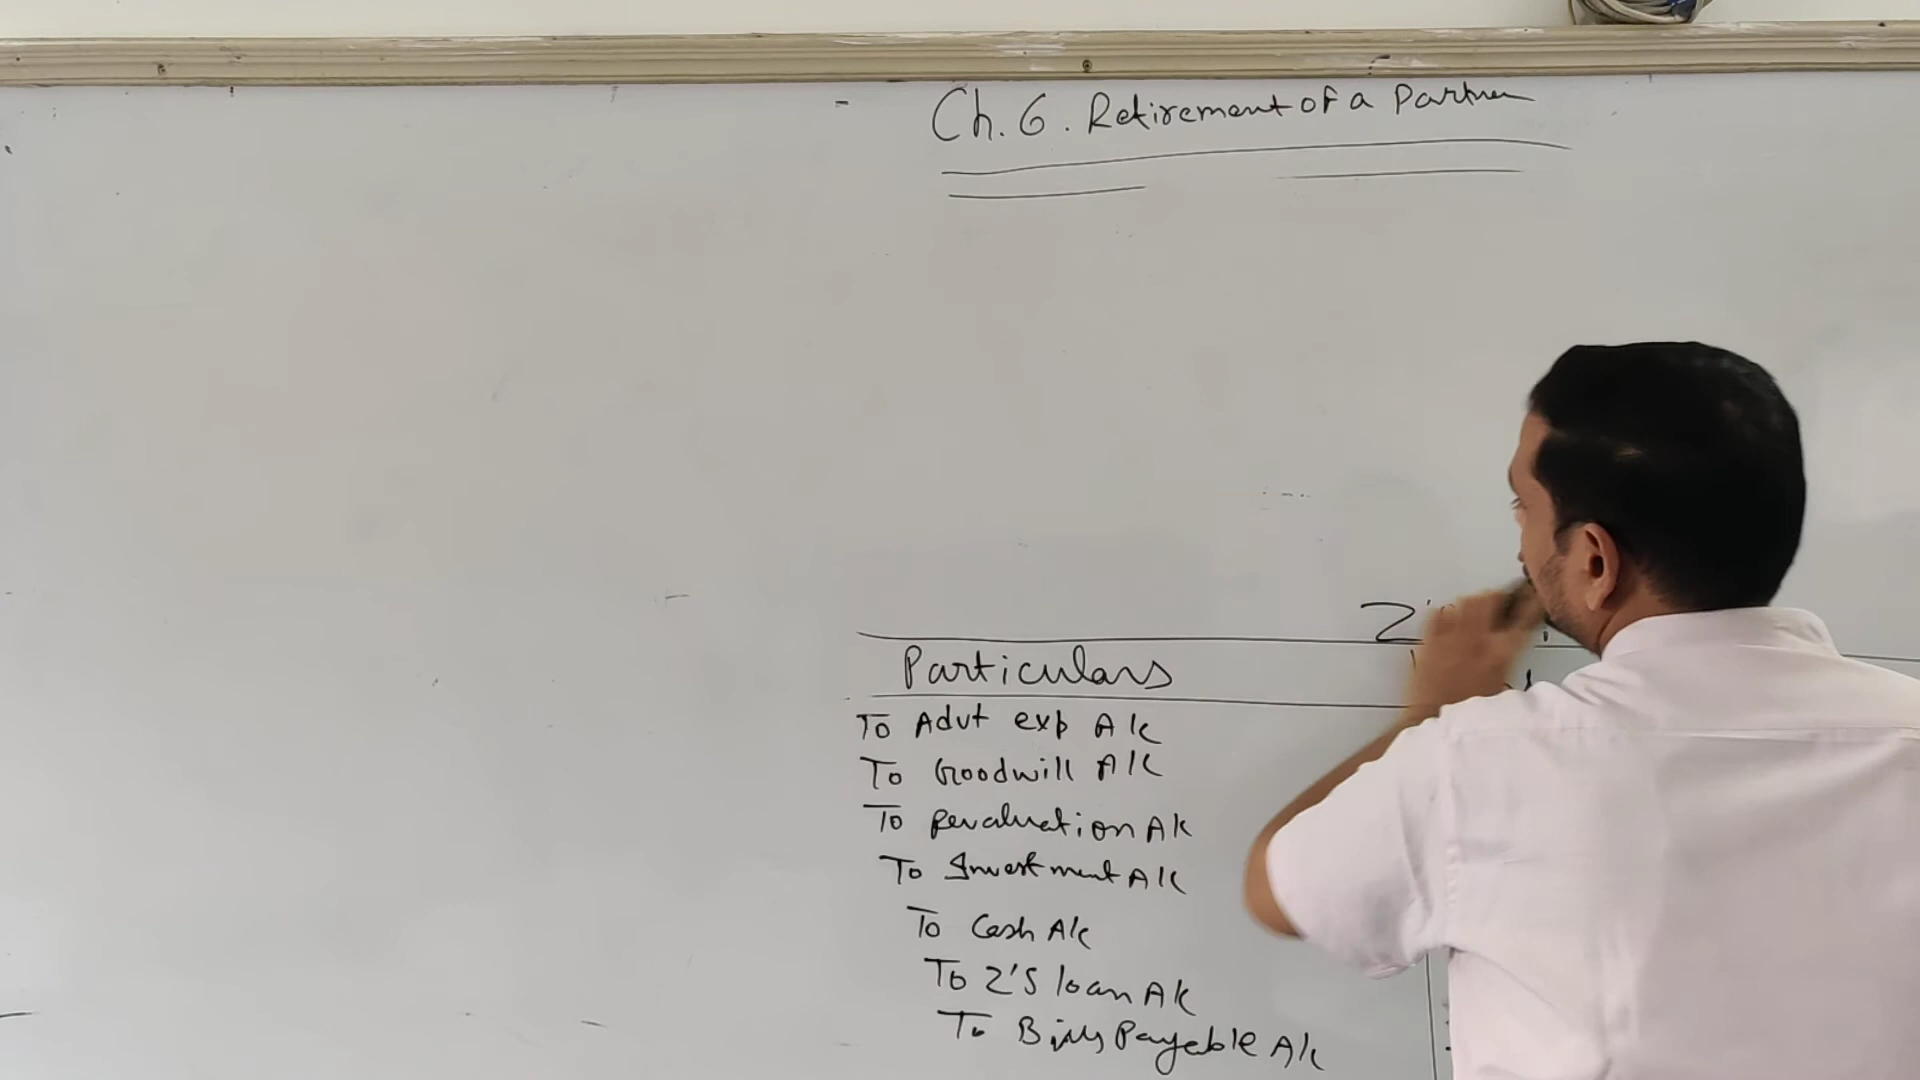 Ch. 6. Retirement of a Partner
Particulars
To Advt exp A/c
To Goodwill A/c
To Revaluation A/c
To Investment A/c
To Cash A/c
To Z'S loan A/c
To Bills Payable A/c